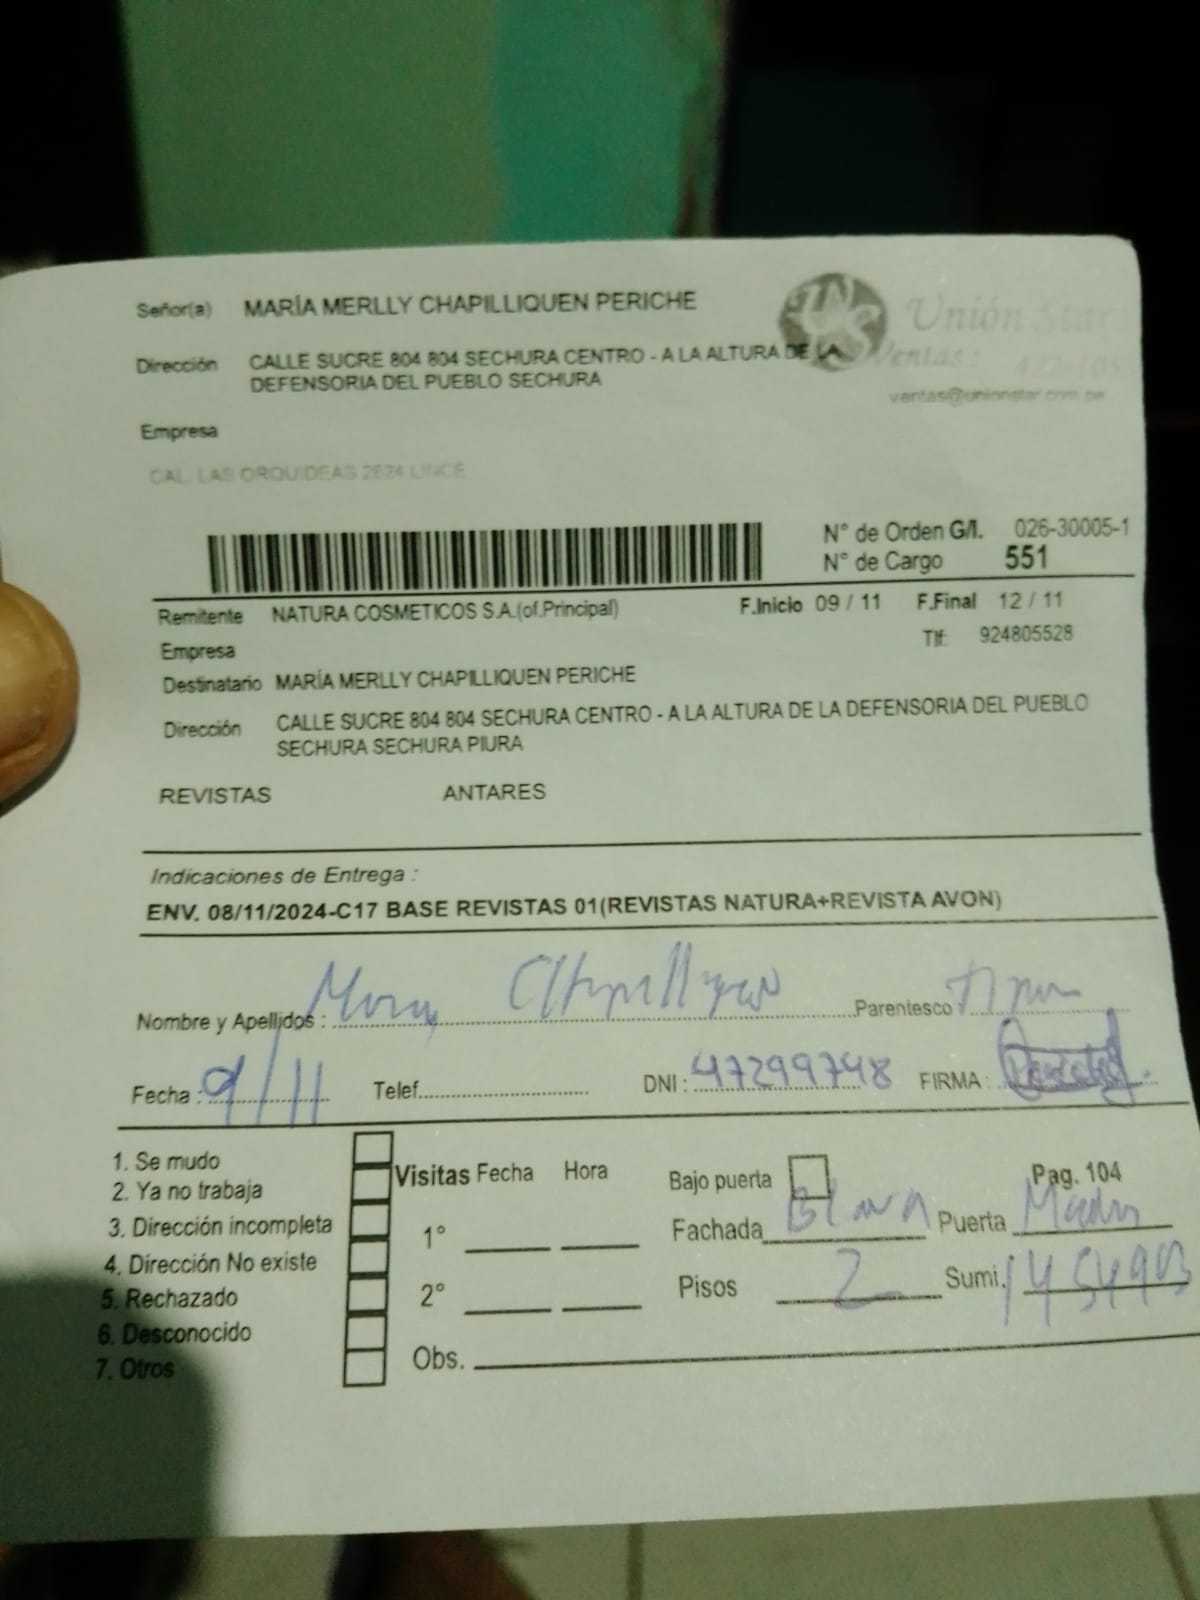 Señor(a) MARÍA MERLLY CHAPILLIQUEN PERICHE
Unión Star
Dirección CALLE SUCRE 804 804 SECHURA CENTRO - A LA ALTURA DE LA
DEFENSORIA DEL PUEBLO SECHURA
Ventas :
ventas@unionstar.com.pe
Empresa
CAL. LAS ORQUIDEAS 2624 LINCE
N° de Orden G/I. 026-30005-1
N° de Cargo 551
Remitente NATURA COSMETICOS S.A.(of.Principal) F.Inicio 09 / 11 F.Final 12 / 11
Empresa Tlf: 924805528
Destinatario MARÍA MERLLY CHAPILLIQUEN PERICHE
Dirección CALLE SUCRE 804 804 SECHURA CENTRO - A LA ALTURA DE LA DEFENSORIA DEL PUEBLO
SECHURA SECHURA PIURA
REVISTAS ANTARES
Indicaciones de Entrega :
ENV. 08/11/2024-C17 BASE REVISTAS 01(REVISTAS NATURA+REVISTA AVON)
Nombre y Apellidos : Parentesco
Fecha : 9/11 Telef. DNI : 47299748 FIRMA :
1. Se mudo
2. Ya no trabaja
3. Dirección incompleta
4. Dirección No existe
5. Rechazado
6. Desconocido
7. Otros
Visitas Fecha Hora
1°
2°
Obs.
Bajo puerta Pag. 104
Fachada Puerta
Pisos 2 Sumi.